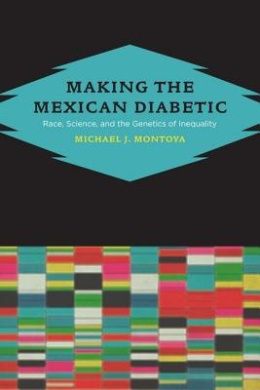 MAKING THE
MEXICAN DIABETIC
Race, Science, and the Genetics of Inequality
MICHAEL J. MONTOYA